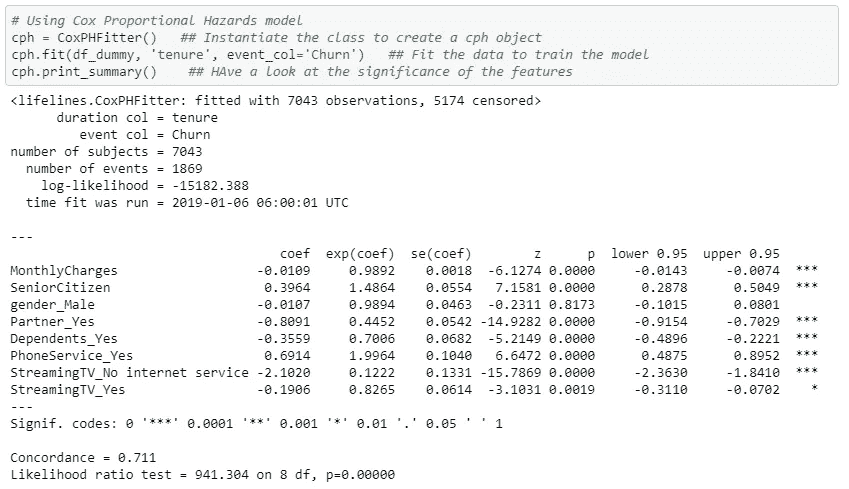 # Using Cox Proportional Hazards model
cph = CoxPHFitter()   ## Instantiate the class to create a cph object
cph.fit(df_dummy, 'tenure', event_col='Churn')   ## Fit the data to train the model
cph.print_summary()    ## HAve a look at the significance of the features
<lifelines.CoxPHFitter: fitted with 7043 observations, 5174 censored>
      duration col = tenure
         event col = Churn
number of subjects = 7043
  number of events = 1869
    log-likelihood = -15182.388
  time fit was run = 2019-01-06 06:00:01 UTC
---
                                  coef  exp(coef)  se(coef)        z      p  lower 0.95  upper 0.95
MonthlyCharges                 -0.0109     0.9892    0.0018  -6.1274 0.0000     -0.0143     -0.0074  ***
SeniorCitizen                   0.3964     1.4864    0.0554   7.1581 0.0000      0.2878      0.5049  ***
gender_Male                    -0.0107     0.9894    0.0463  -0.2311 0.8173     -0.1015      0.0801
Partner_Yes                    -0.8091     0.4452    0.0542 -14.9282 0.0000     -0.9154     -0.7029  ***
Dependents_Yes                 -0.3559     0.7006    0.0682  -5.2149 0.0000     -0.4896     -0.2221  ***
PhoneService_Yes                0.6914     1.9964    0.1040   6.6472 0.0000      0.4875      0.8952  ***
StreamingTV_No internet service -2.1020     0.1222    0.1331 -15.7869 0.0000     -2.3630     -1.8410  ***
StreamingTV_Yes                -0.1906     0.8265    0.0614  -3.1031 0.0019     -0.3110     -0.0702    *
---
Signif. codes: 0 '***' 0.0001 '**' 0.001 '*' 0.01 '.' 0.05 ' ' 1
Concordance = 0.711
Likelihood ratio test = 941.304 on 8 df, p=0.00000